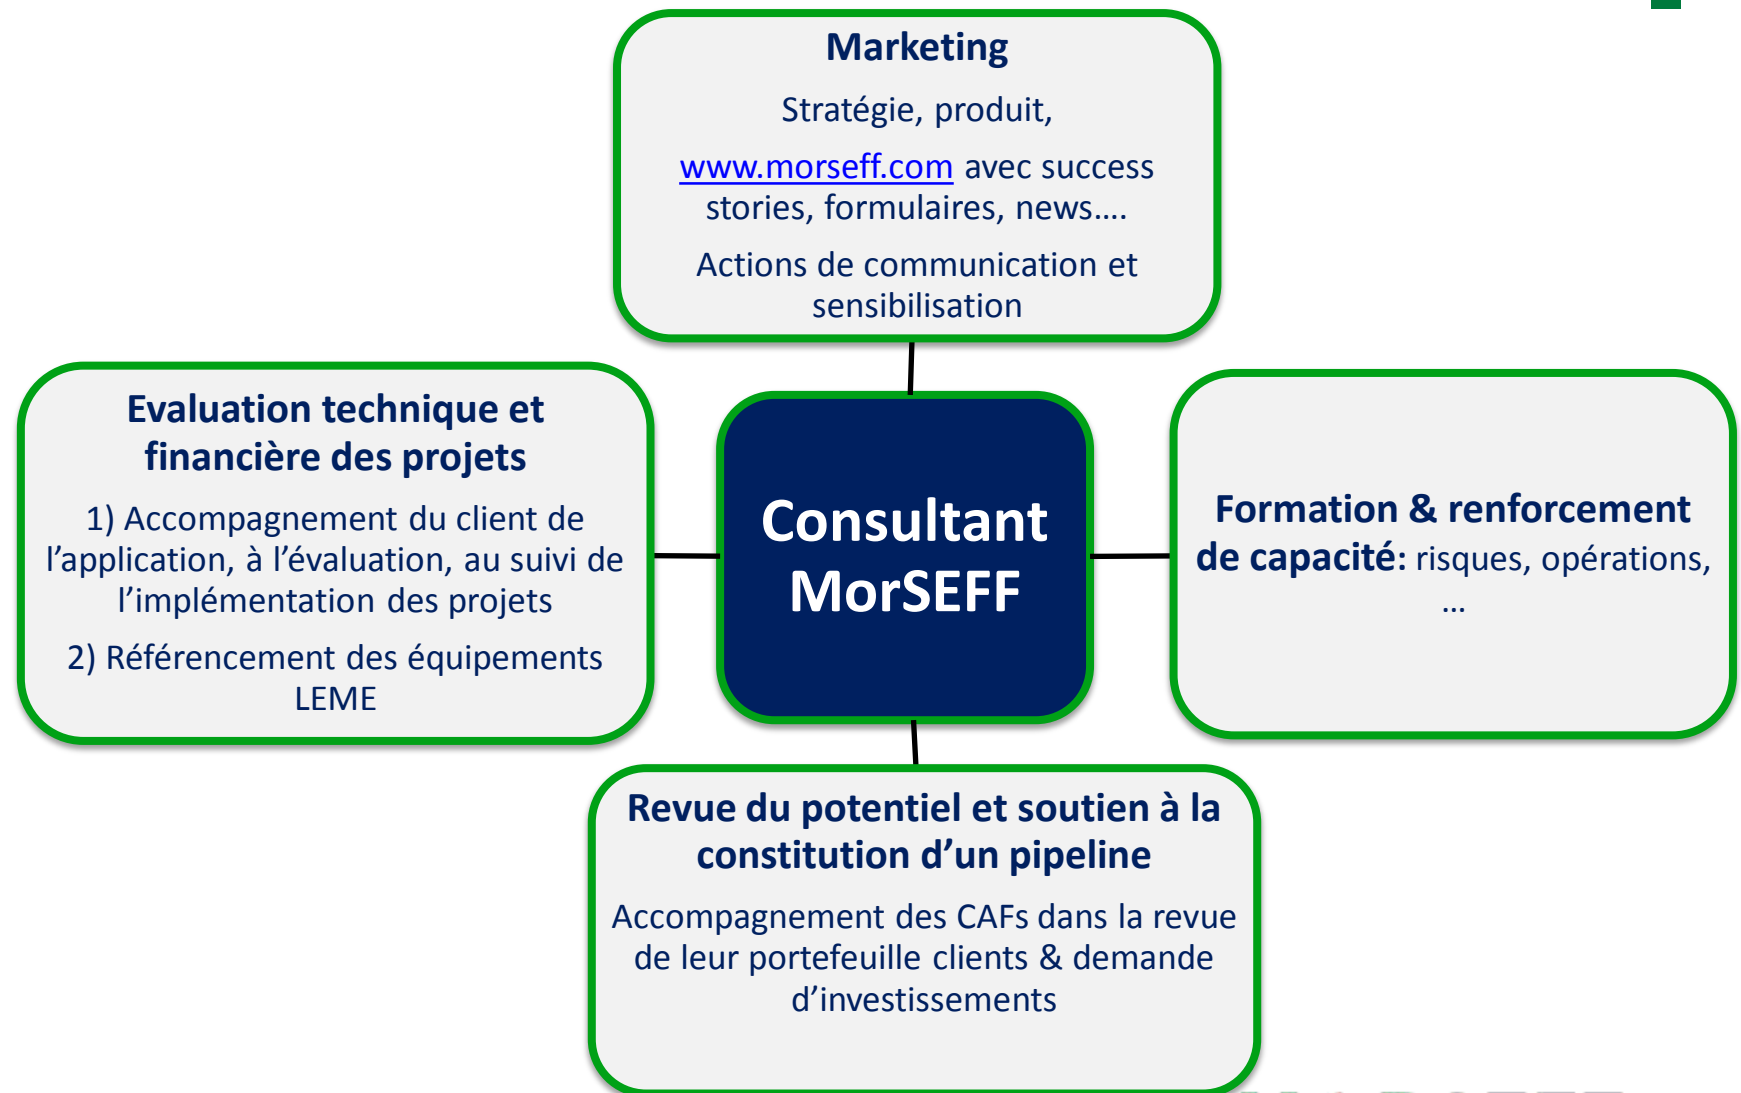 Marketing
Stratégie, produit,
www.morseff.com avec success
stories, formulaires, news....
Actions de communication et
sensibilisation
Evaluation technique et
financière des projets
1) Accompagnement du client de
l’application, à l’évaluation, au suivi de
l’implémentation des projets
2) Référencement des équipements
LEME
Consultant
MorSEFF
Formation & renforcement
de capacité: risques, opérations,
...
Revue du potentiel et soutien à la
constitution d’un pipeline
Accompagnement des CAFs dans la revue
de leur portefeuille clients & demande
d’investissements